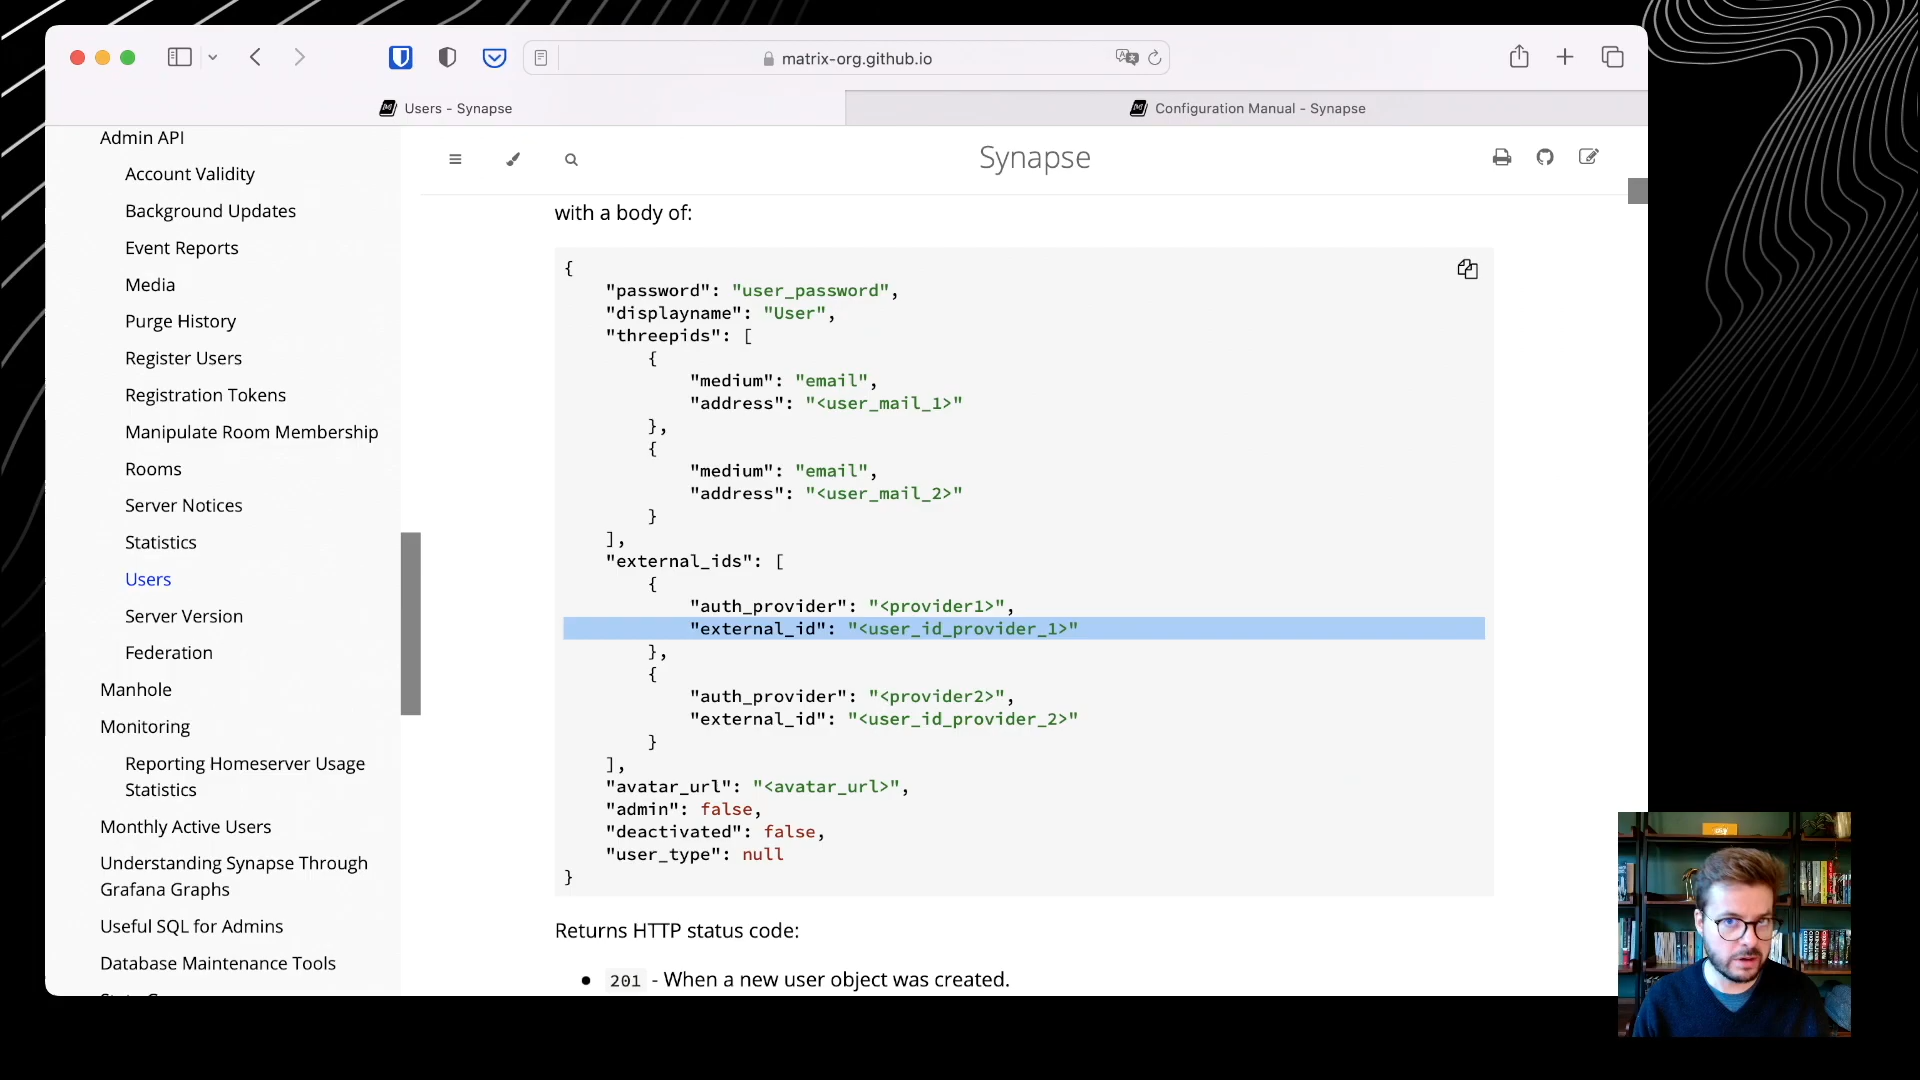 matrix-org.github.io
Users - Synapse
Configuration Manual - Synapse
Admin API
Account Validity
Background Updates
Event Reports
Media
Purge History
Register Users
Registration Tokens
Manipulate Room Membership
Rooms
Server Notices
Statistics
Users
Server Version
Federation
Manhole
Monitoring
Reporting Homeserver Usage
Statistics
Monthly Active Users
Understanding Synapse Through
Grafana Graphs
Useful SQL for Admins
Database Maintenance Tools
Synapse
with a body of:
{
"password": "user_password",
"displayname": "User",
"threepids": [
{
"medium": "email",
"address": "<user_mail_1>"
},
{
"medium": "email",
"address": "<user_mail_2>"
}
],
"external_ids": [
{
"auth_provider": "<provider1>",
"external_id": "<user_id_provider_1>"
},
{
"auth_provider": "<provider2>",
"external_id": "<user_id_provider_2>"
}
],
"avatar_url": "<avatar_url>",
"admin": false,
"deactivated": false,
"user_type": null
}
Returns HTTP status code:
• 201 - When a new user object was created.